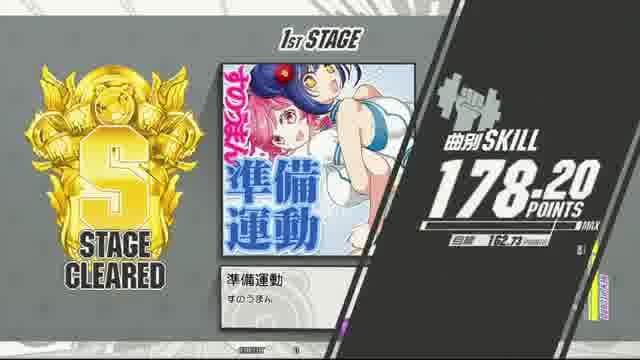 1ST STAGE
S
STAGE
CLEARED
すのうまん
準備
運動
準備運動
すのうまん
曲別SKILL
178.20
POINTS
MAX
目標 162.73 POINTS